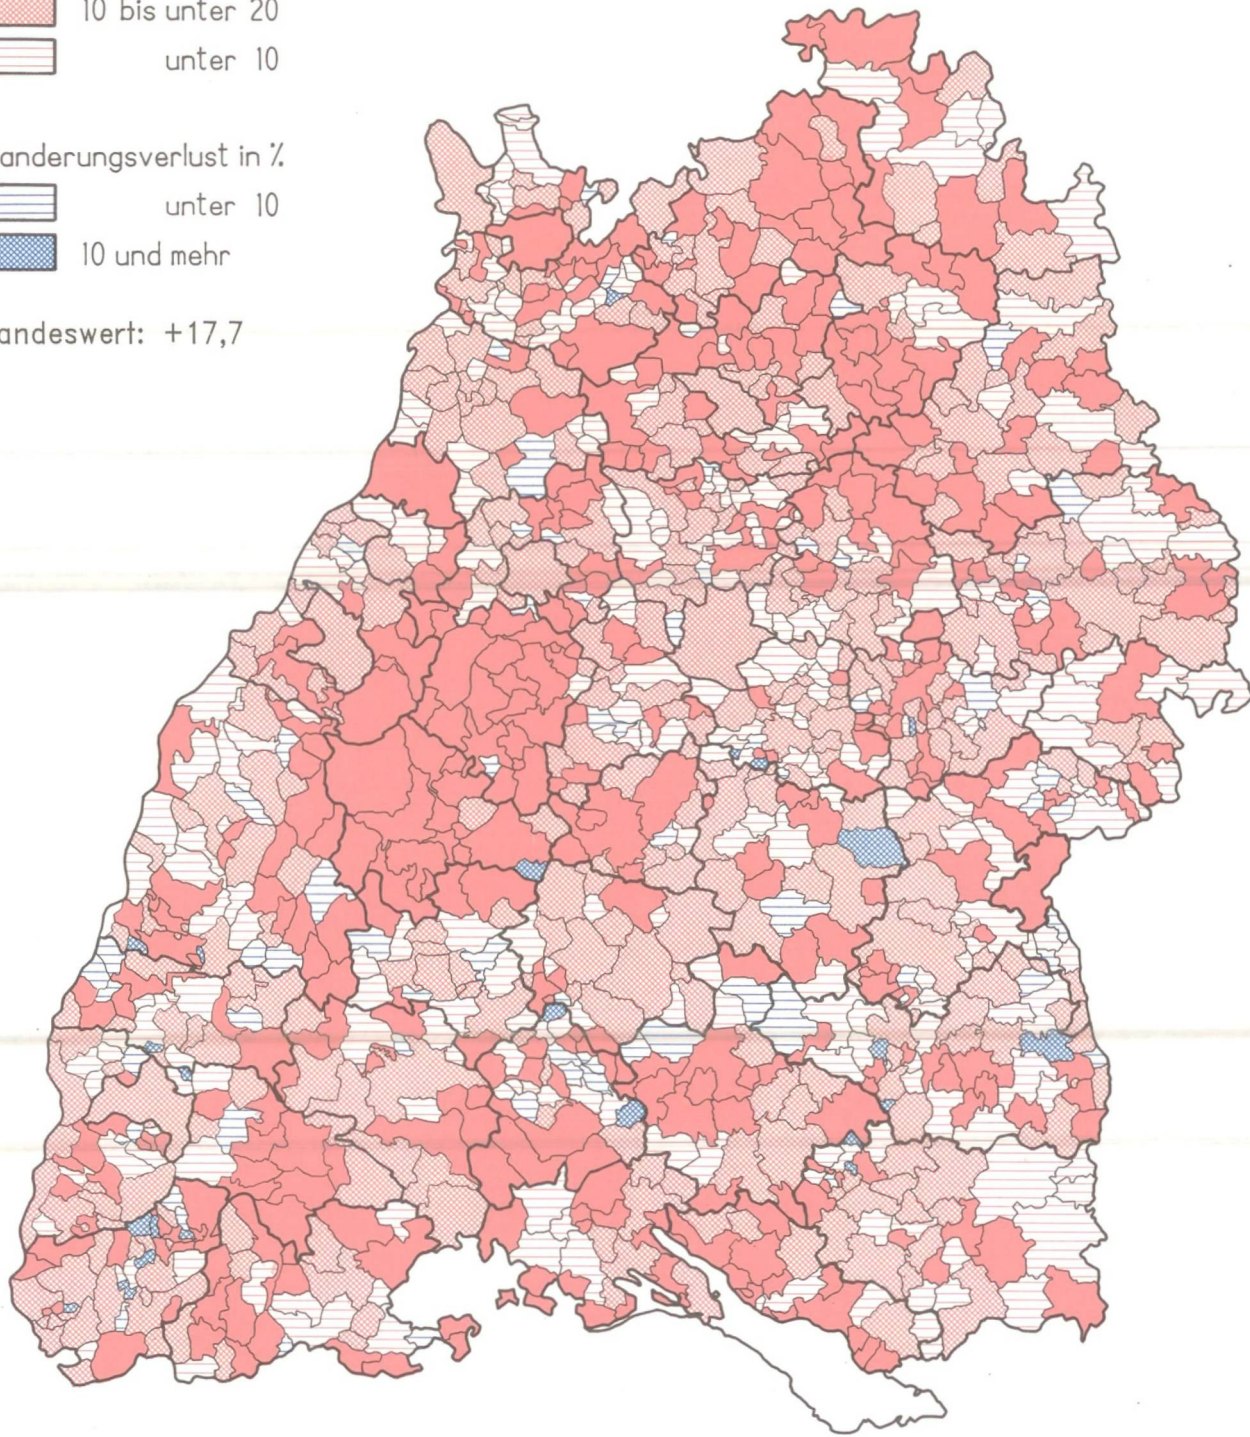 10 bis unter 20
unter 10
anderungsverlust in %
unter 10
10 und mehr
andeswert: +17,7